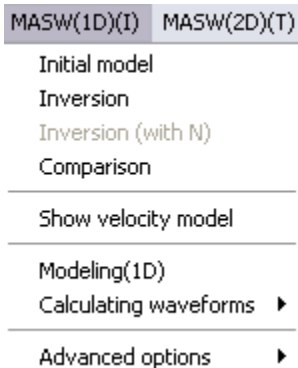 MASW(1D)(I) MASW(2D)(T)
Initial model
Inversion
Inversion (with N)
Comparison
Show velocity model
Modeling(1D)
Calculating waveforms
Advanced options